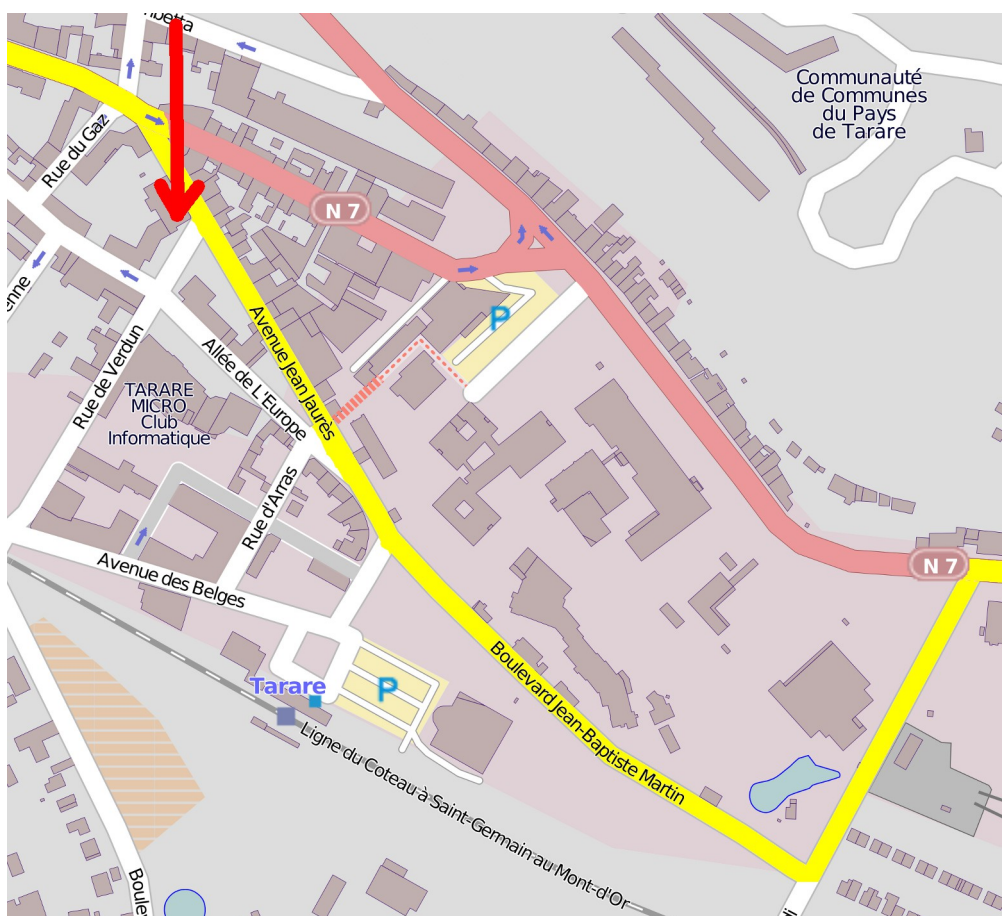 Communauté
de Communes
du Pays
de Tarare
Rue du Gaz
N 7
Avenue Jean Jaurès
Allée de L'Europe
Rue de Verdun
P
TARARE
MICRO
Club
Informatique
Rue d'Arras
Avenue des Belges
N 7
Boulevard Jean-Baptiste Martin
Tarare
P
Ligne du Coteau à Saint-Germain au Mont-d'Or